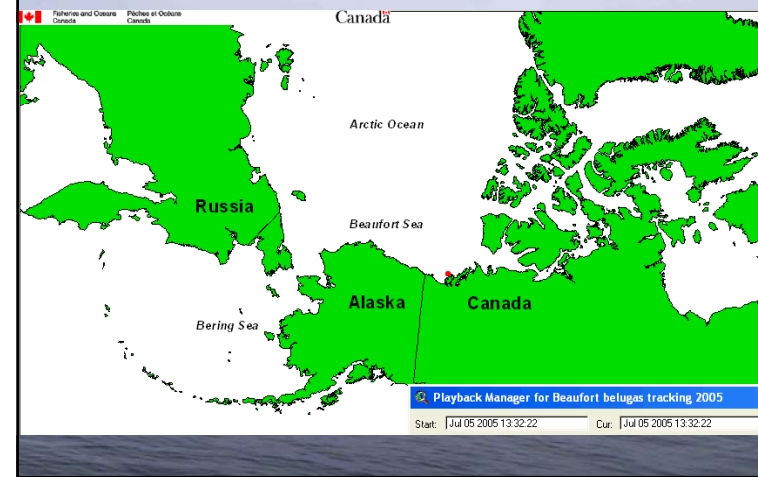 Fisheries and Oceans Pêches et Océans
Canada Canada
Canada
Arctic Ocean
Russia
Beaufort Sea
Alaska Canada
Bering Sea
Playback Manager for Beaufort belugas tracking 2005
Start: Jul 05 2005 13:32:22 Cur: Jul 05 2005 13:32:22